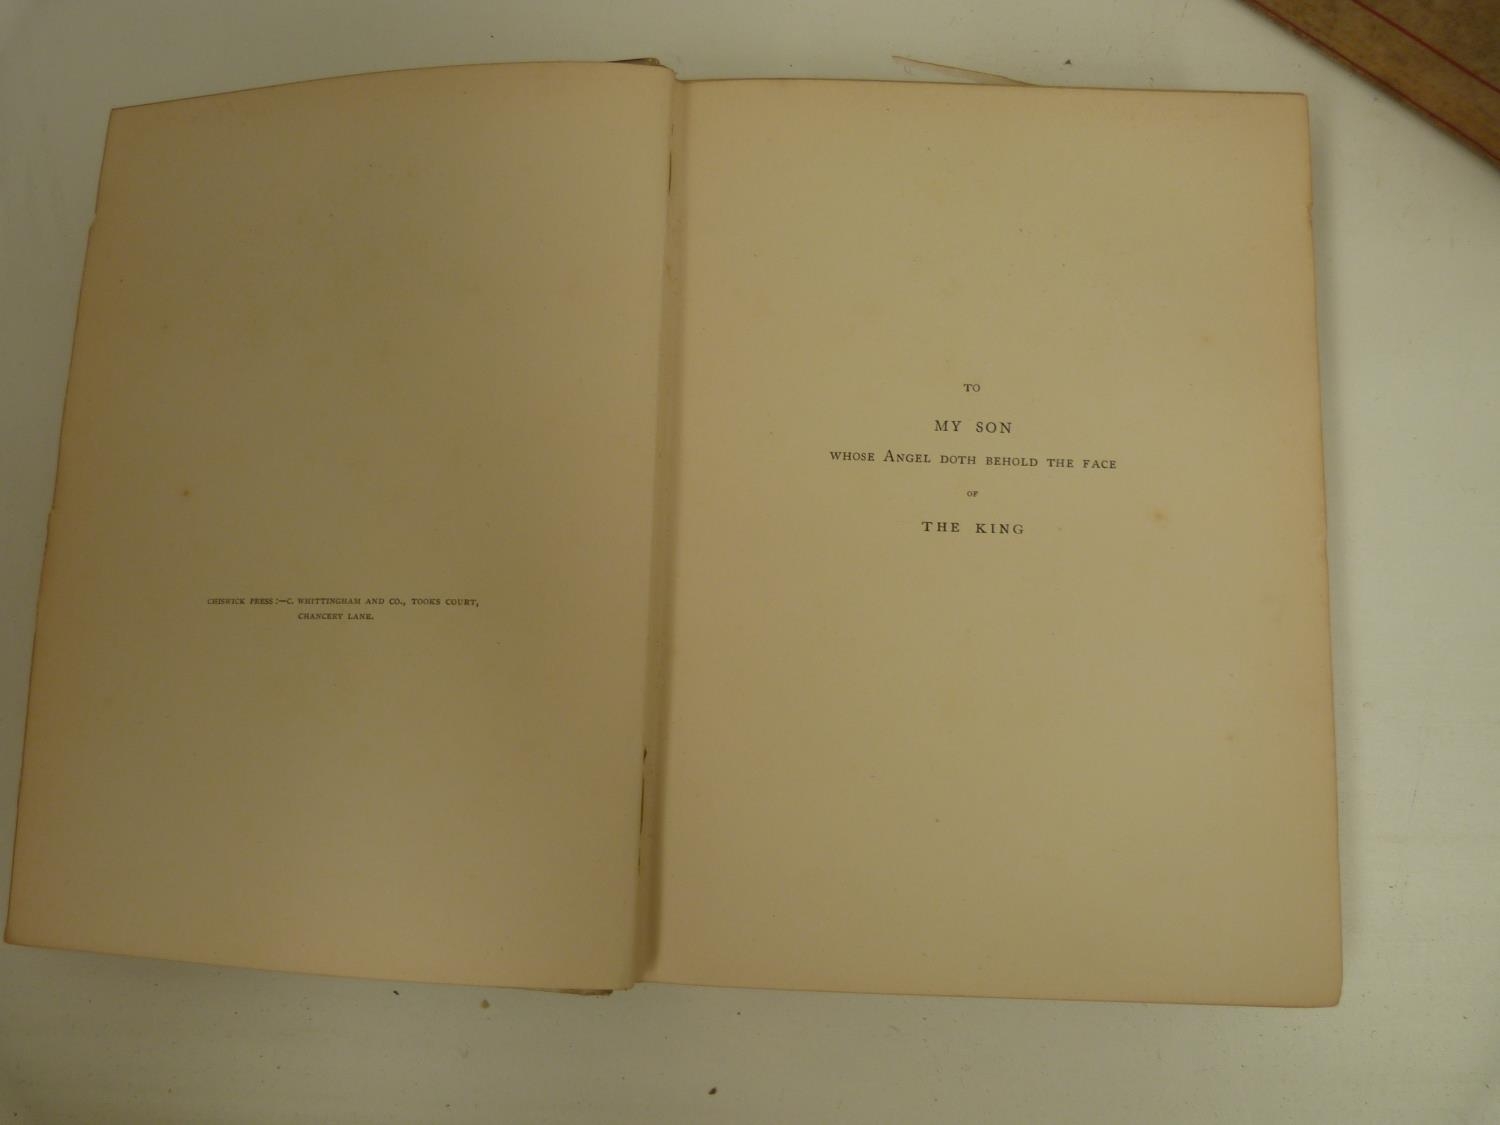 CHISWICK PRESS:—C. WHITTINGHAM AND CO., TOOKS COURT,
CHANCERY LANE.
TO
MY SON
WHOSE ANGEL DOTH BEHOLD THE FACE
OF
THE KING